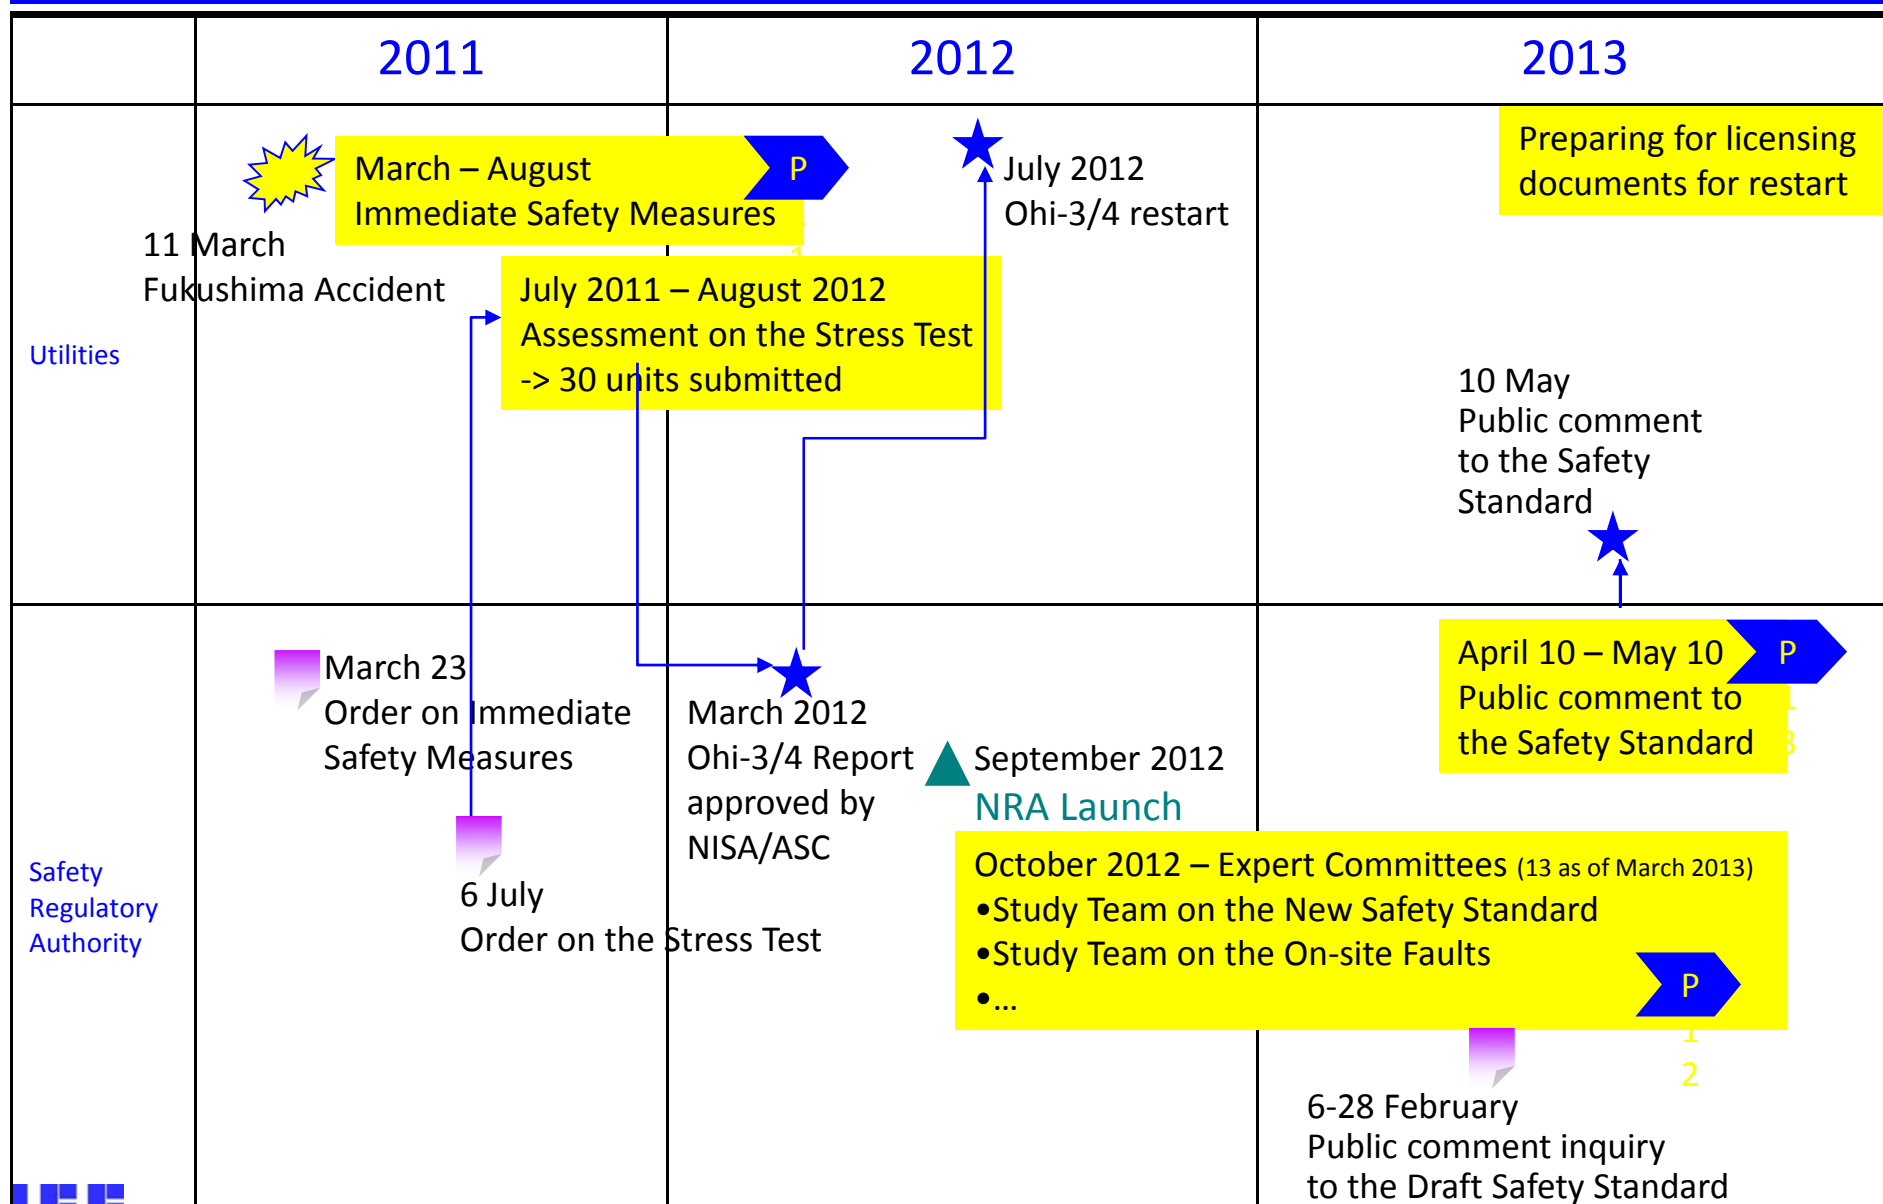 2011
2012
2013
Utilities
11 March
Fukushima Accident
March – August
Immediate Safety Measures
P
1
July 2011 – August 2012
Assessment on the Stress Test
-> 30 units submitted
July 2012
Ohi-3/4 restart
Preparing for licensing
documents for restart
10 May
Public comment
to the Safety
Standard
Safety
Regulatory
Authority
March 23
Order on Immediate
Safety Measures
6 July
Order on the Stress Test
March 2012
Ohi-3/4 Report
approved by
NISA/ASC
September 2012
NRA Launch
October 2012 – Expert Committees (13 as of March 2013)
•Study Team on the New Safety Standard
•Study Team on the On-site Faults
•...
P
1
2
April 10 – May 10
Public comment to
the Safety Standard
P
1
3
6-28 February
Public comment inquiry
to the Draft Safety Standard